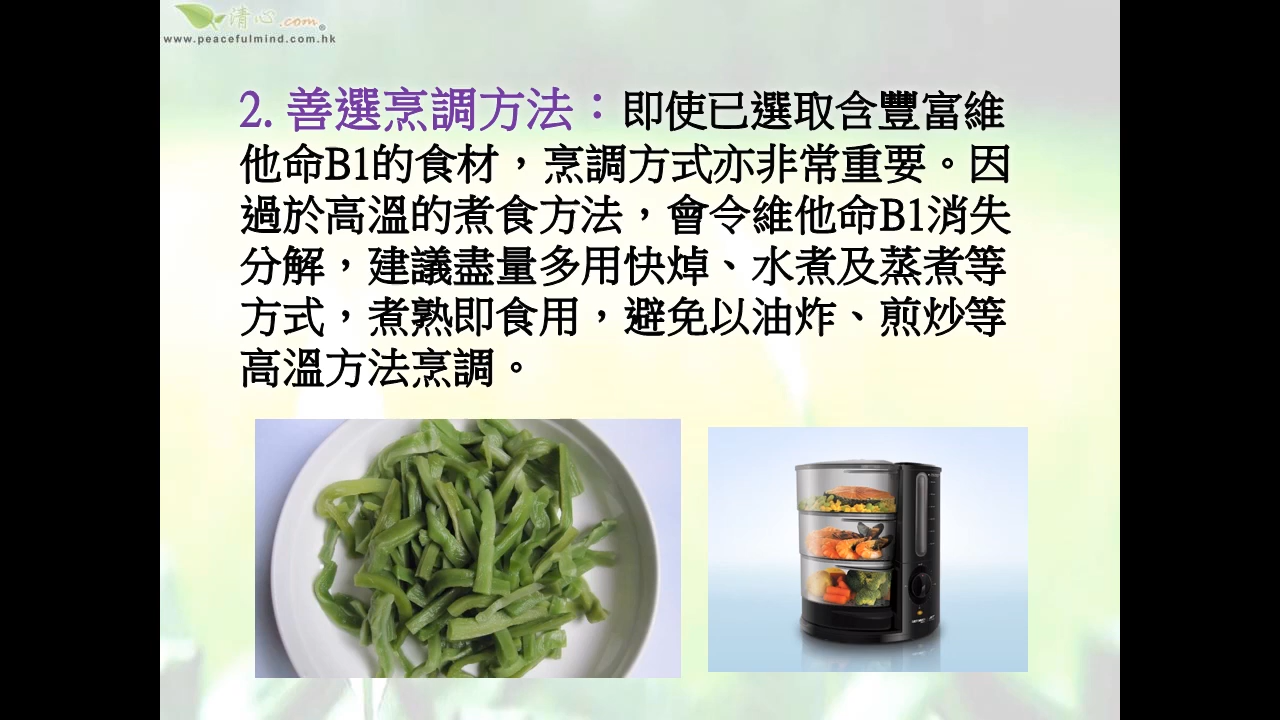 清心.com®
www.peacefulmind.com.hk
2. 善選烹調方法：即使已選取含豐富維
他命B1的食材，烹調方式亦非常重要。因
過於高溫的煮食方法，會令維他命B1消失
分解，建議盡量多用快焯、水煮及蒸煮等
方式，煮熟即食用，避免以油炸、煎炒等
高溫方法烹調。